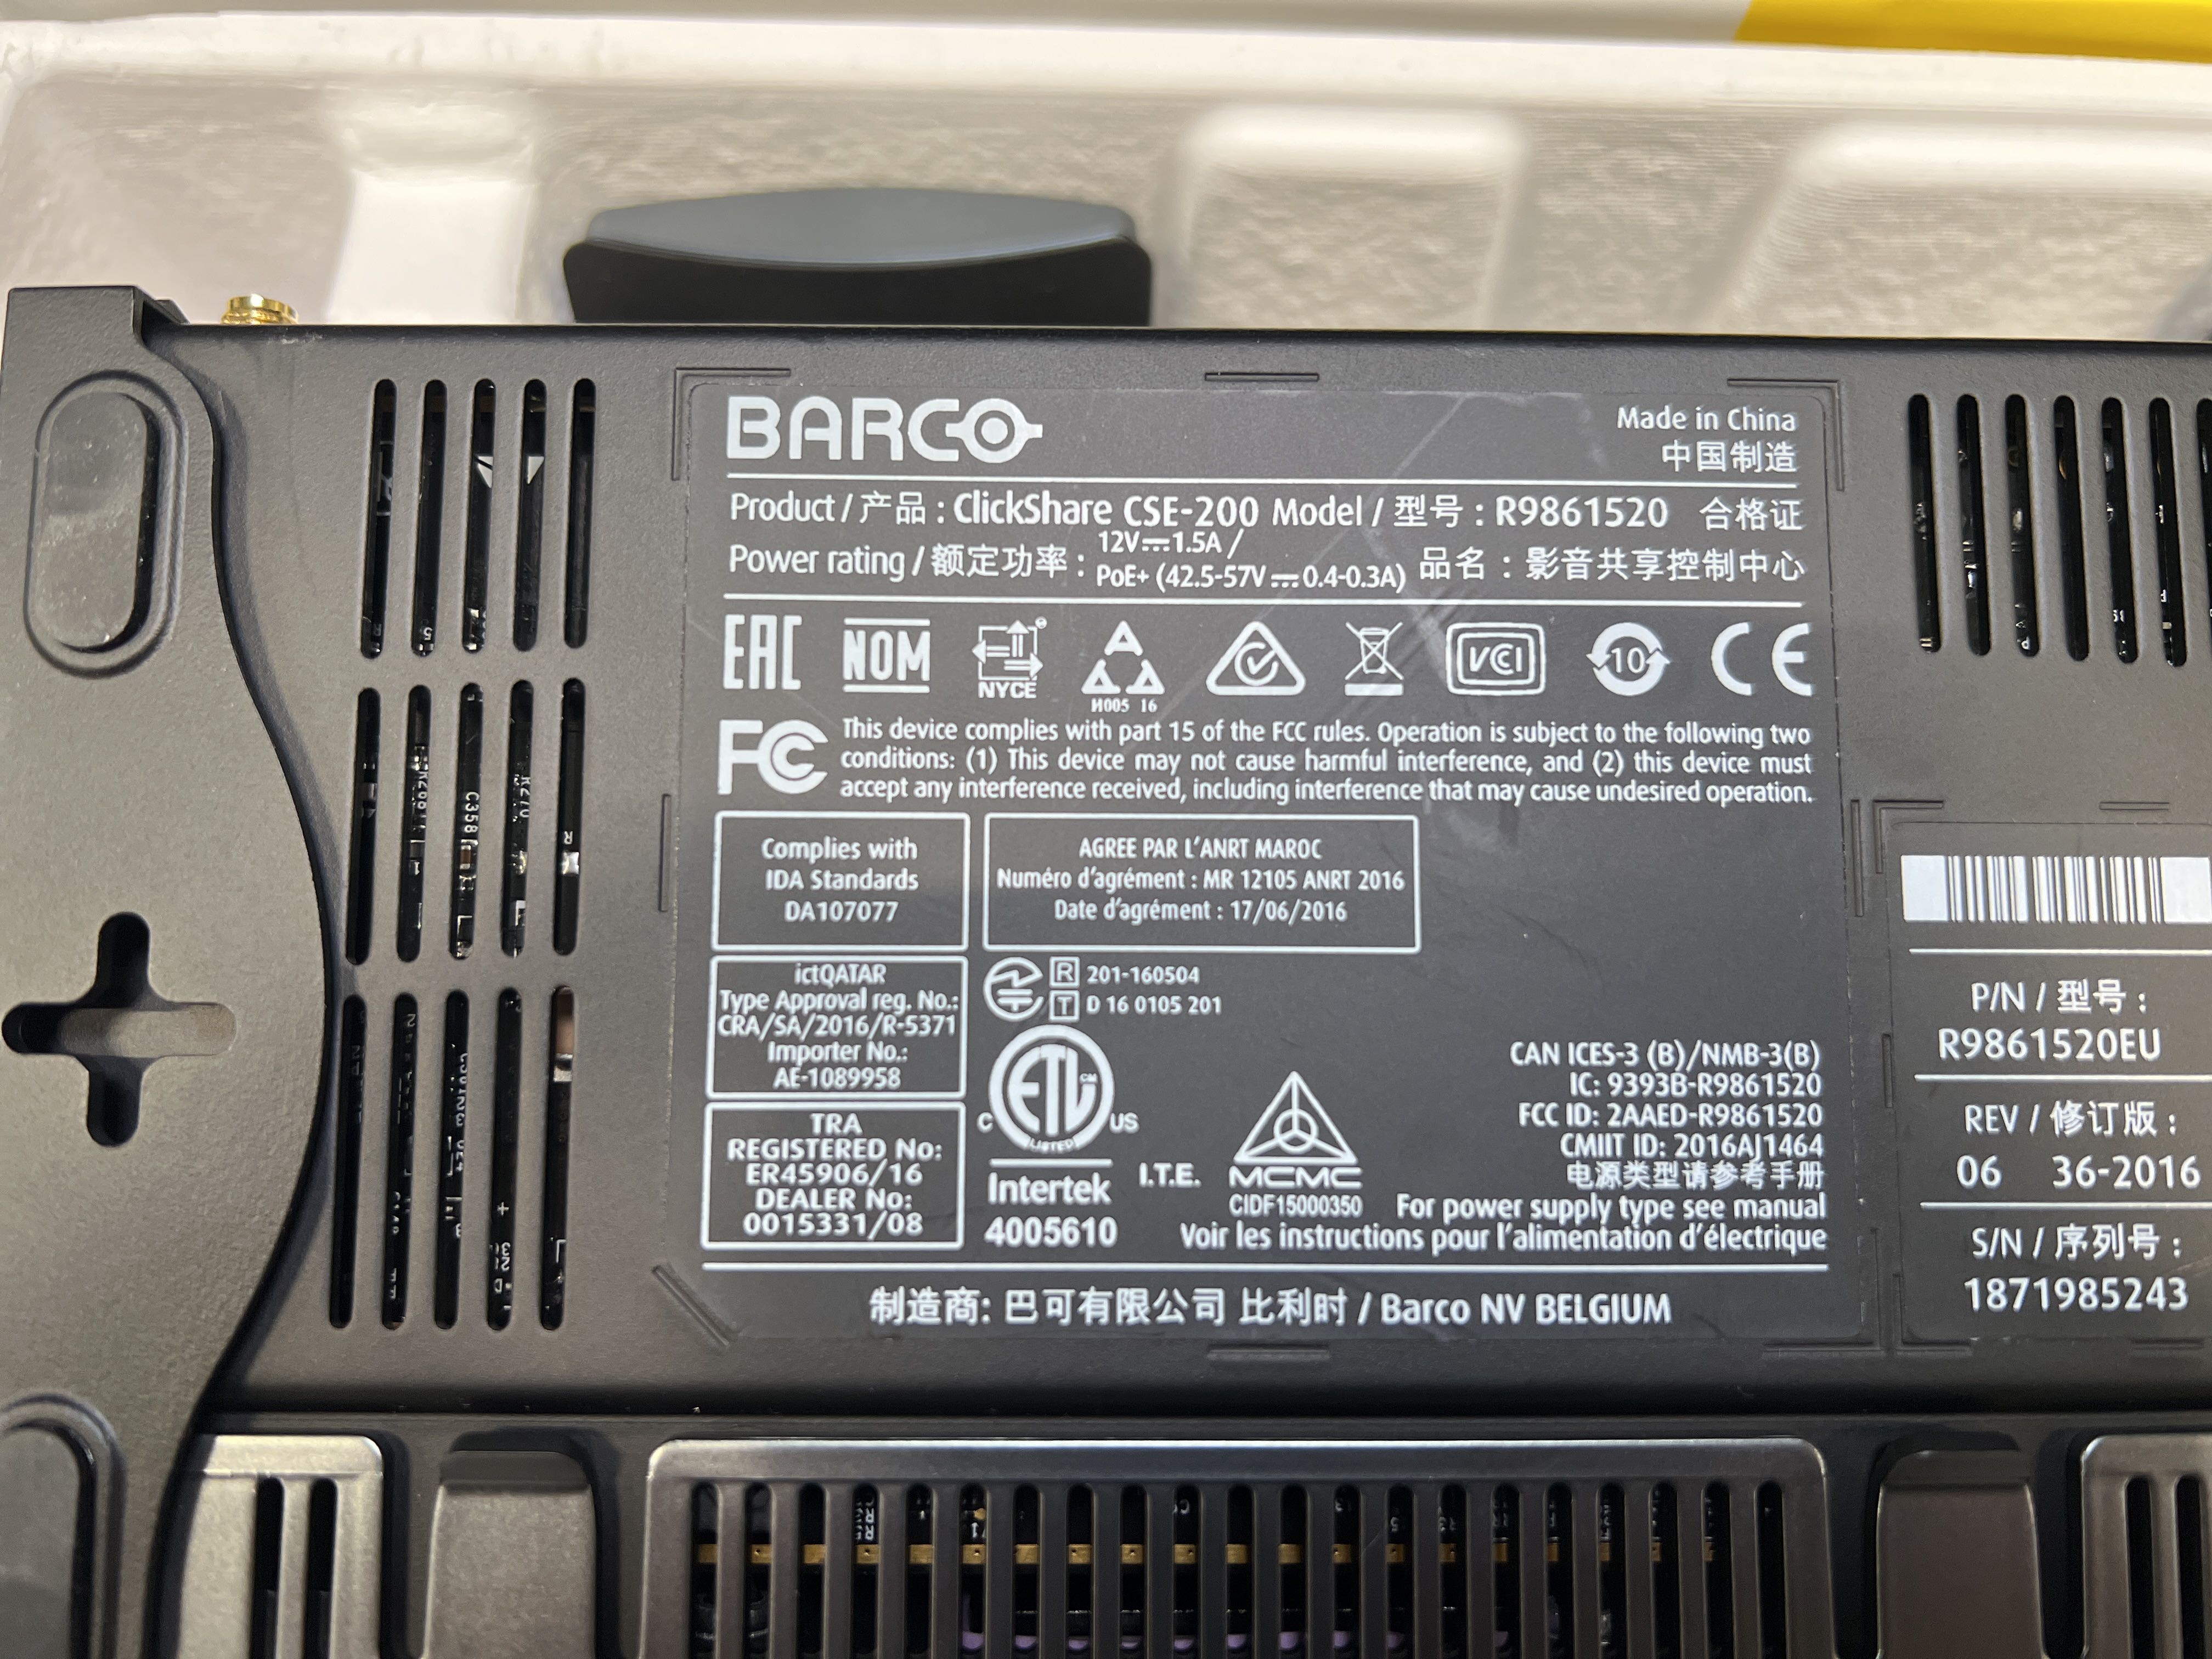 BARCO
Made in China
中国制造
Product / 产品 : ClickShare CSE-200 Model / 型号 : R9861520 合格证
Power rating / 额定功率 : 12V⎓1.5A /
PoE+ (42.5-57V⎓0.4-0.3A) 品名 : 影音共享控制中心
EAC NOM NYCE И005 16 VCI 10 CE
FC This device complies with part 15 of the FCC rules. Operation is subject to the following two
conditions: (1) This device may not cause harmful interference, and (2) this device must
accept any interference received, including interference that may cause undesired operation.
Complies with
IDA Standards
DA107077
AGREE PAR L'ANRT MAROC
Numéro d'agrément : MR 12105 ANRT 2016
Date d'agrément : 17/06/2016
ictQATAR
Type Approval reg. No.:
CRA/SA/2016/R-5371
Importer No.:
AE-1089958
R 201-160504
T D 16 0105 201
TRA
REGISTERED No:
ER45906/16
DEALER No:
0015331/08
C ETL CM US
LISTED
Intertek
4005610
I.T.E.
MCMC
CIDF15000350
CAN ICES-3 (B)/NMB-3(B)
IC: 9393B-R9861520
FCC ID: 2AAED-R9861520
CMIIT ID: 2016AJ1464
电源类型请参考手册
For power supply type see manual
Voir les instructions pour l'alimentation d'électrique
制造商: 巴可有限公司 比利时 / Barco NV BELGIUM
P/N / 型号 :
R9861520EU
REV / 修订版 :
06 36-2016
S/N / 序列号 :
1871985243
C358